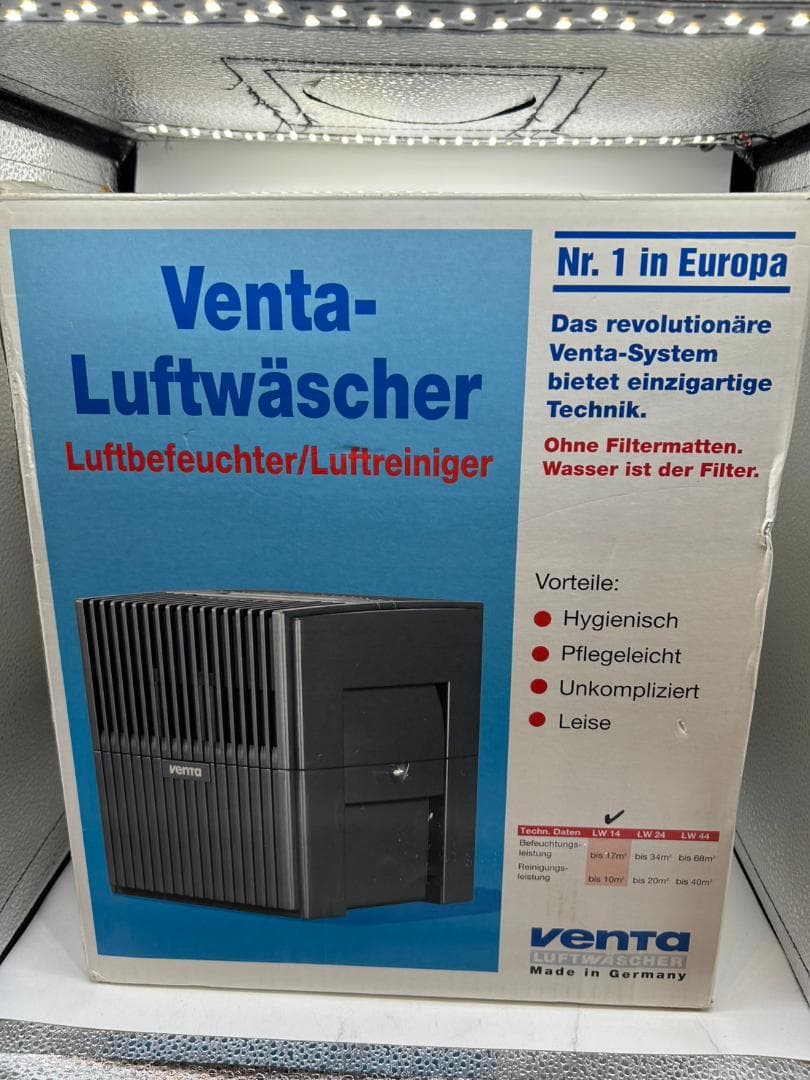 Venta-
Luftwäscher
Luftbefeuchter/Luftreiniger
venta
Nr. 1 in Europa
Das revolutionäre
Venta-System
bietet einzigartige
Technik.
Ohne Filtermatten.
Wasser ist der Filter.
Vorteile:
Hygienisch
Pflegeleicht
Unkompliziert
Leise
Techn. Daten LW 14 LW 24 LW 44
Befeuchtungs-
leistung bis 17m² bis 34m² bis 68m²
Reinigungs-
leistung bis 10m² bis 20m² bis 40m²
venta
LUFTWÄSCHER
Made in Germany